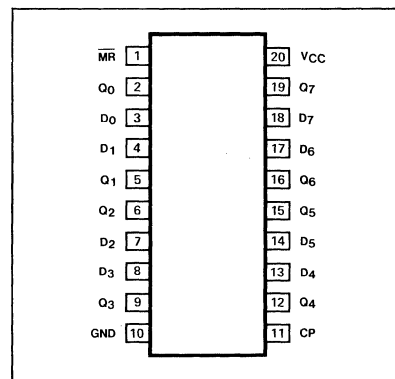 MR 1 20 VCC
Q0 2 19 Q7
D0 3 18 D7
D1 4 17 D6
Q1 5 16 Q6
Q2 6 15 Q5
D2 7 14 D5
D3 8 13 D4
Q3 9 12 Q4
GND 10 11 CP